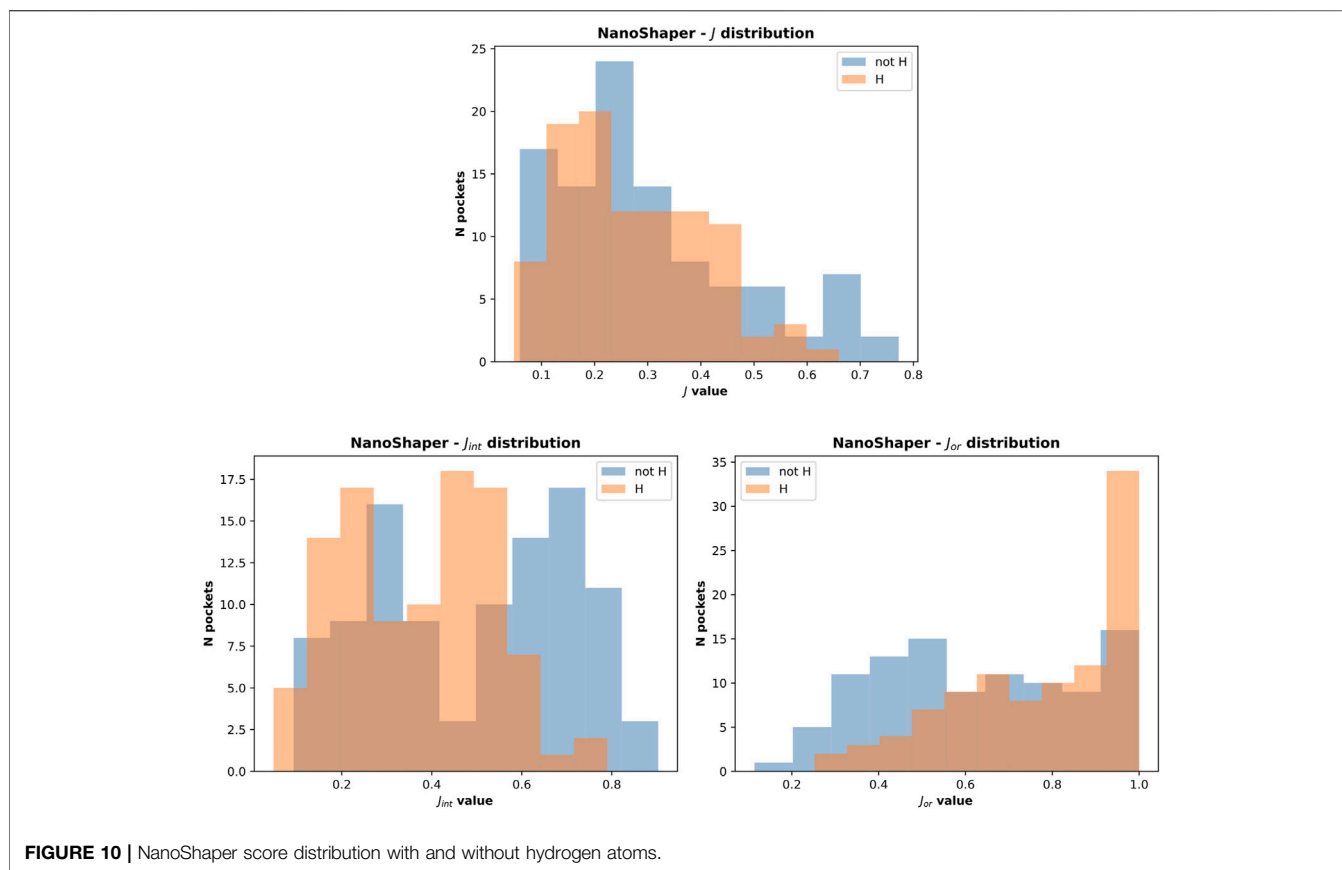 NanoShaper - J distribution
25
20
15
10
5
0
N pockets
not H
H
0.1 0.2 0.3 0.4 0.5 0.6 0.7 0.8
J value
NanoShaper - Jint distribution
17.5
15.0
12.5
10.0
7.5
5.0
2.5
0.0
N pockets
not H
H
0.2 0.4 0.6 0.8
Jint value
NanoShaper - Jor distribution
35
30
25
20
15
10
5
0
N pockets
not H
H
0.2 0.4 0.6 0.8 1.0
Jor value
FIGURE 10 | NanoShaper score distribution with and without hydrogen atoms.